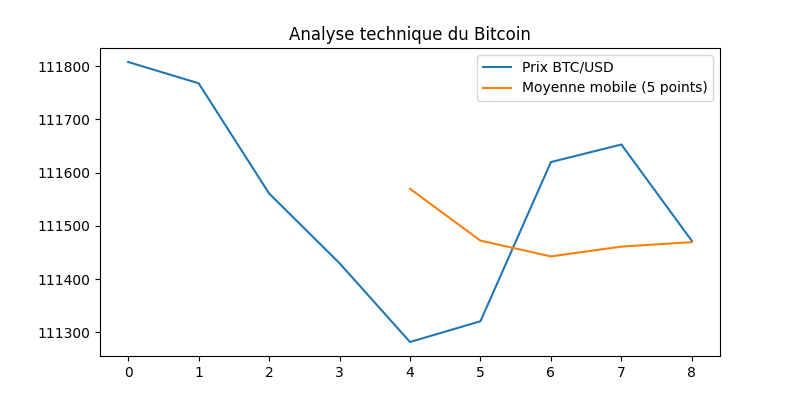 Analyse technique du Bitcoin
Prix BTC/USD
Moyenne mobile (5 points)
111800
111700
111600
111500
111400
111300
0 1 2 3 4 5 6 7 8